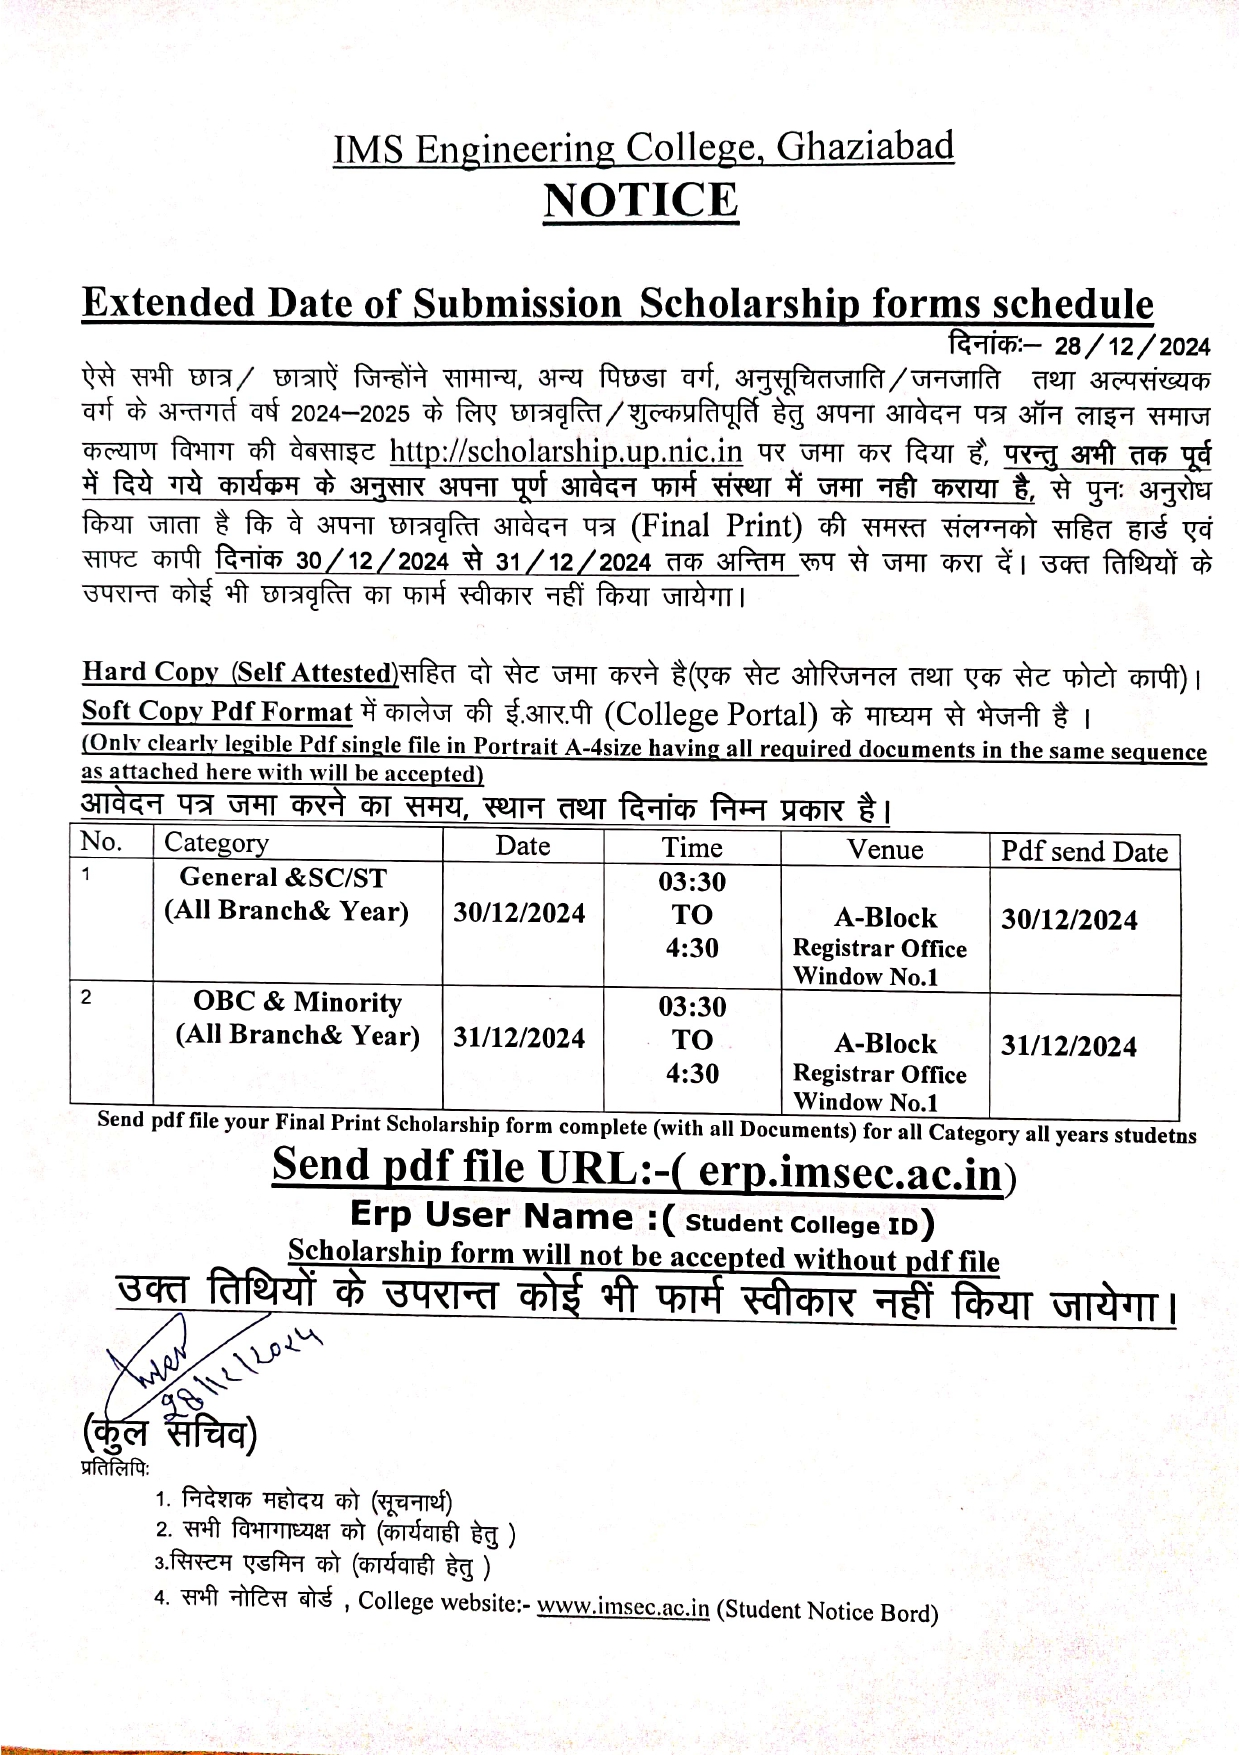 IMS Engineering College, Ghaziabad
NOTICE
Extended Date of Submission Scholarship forms schedule
दिनांकः– 28/12/2024
ऐसे सभी छात्र/ छात्राऐं जिन्होंने सामान्य, अन्य पिछडा वर्ग, अनुसूचितजाति/जनजाति तथा अल्पसंख्यक
वर्ग के अन्तगर्त वर्ष 2024–2025 के लिए छात्रवृत्ति/शुल्कप्रतिपूर्ति हेतु अपना आवेदन पत्र ऑन लाइन समाज
कल्याण विभाग की वेबसाइट http://scholarship.up.nic.in पर जमा कर दिया है, परन्तु अभी तक पूर्व
में दिये गये कार्यकम के अनुसार अपना पूर्ण आवेदन फार्म संस्था में जमा नही कराया है, से पुनः अनुरोध
किया जाता है कि वे अपना छात्रवृत्ति आवेदन पत्र (Final Print) की समस्त संलग्नको सहित हार्ड एवं
साफ्ट कापी दिनांक 30/12/2024 से 31/12/2024 तक अन्तिम रूप से जमा करा दें। उक्त तिथियों के
उपरान्त कोई भी छात्रवृत्ति का फार्म स्वीकार नहीं किया जायेगा।
Hard Copy (Self Attested)सहित दो सेट जमा करने है(एक सेट ओरिजनल तथा एक सेट फोटो कापी)।
Soft Copy Pdf Format में कालेज की ई.आर.पी (College Portal) के माध्यम से भेजनी है ।
(Only clearly legible Pdf single file in Portrait A-4size having all required documents in the same sequence
as attached here with will be accepted)
आवेदन पत्र जमा करने का समय, स्थान तथा दिनांक निम्न प्रकार है।
No. Category Date Time Venue Pdf send Date
1 General &SC/ST 03:30
(All Branch& Year) 30/12/2024 TO A-Block 30/12/2024
4:30 Registrar Office
Window No.1
2 OBC & Minority 03:30
(All Branch& Year) 31/12/2024 TO A-Block 31/12/2024
4:30 Registrar Office
Window No.1
Send pdf file your Final Print Scholarship form complete (with all Documents) for all Category all years studetns
Send pdf file URL:-( erp.imsec.ac.in)
Erp User Name :( Student College ID)
Scholarship form will not be accepted without pdf file
उक्त तिथियों के उपरान्त कोई भी फार्म स्वीकार नहीं किया जायेगा।
28/12/2024
(कुल सचिव)
प्रतिलिपिः
1. निदेशक महोदय को (सूचनार्थ)
2. सभी विभागाध्यक्ष को (कार्यवाही हेतु )
3.सिस्टम एडमिन को (कार्यवाही हेतु )
4. सभी नोटिस बोर्ड , College website:- www.imsec.ac.in (Student Notice Bord)